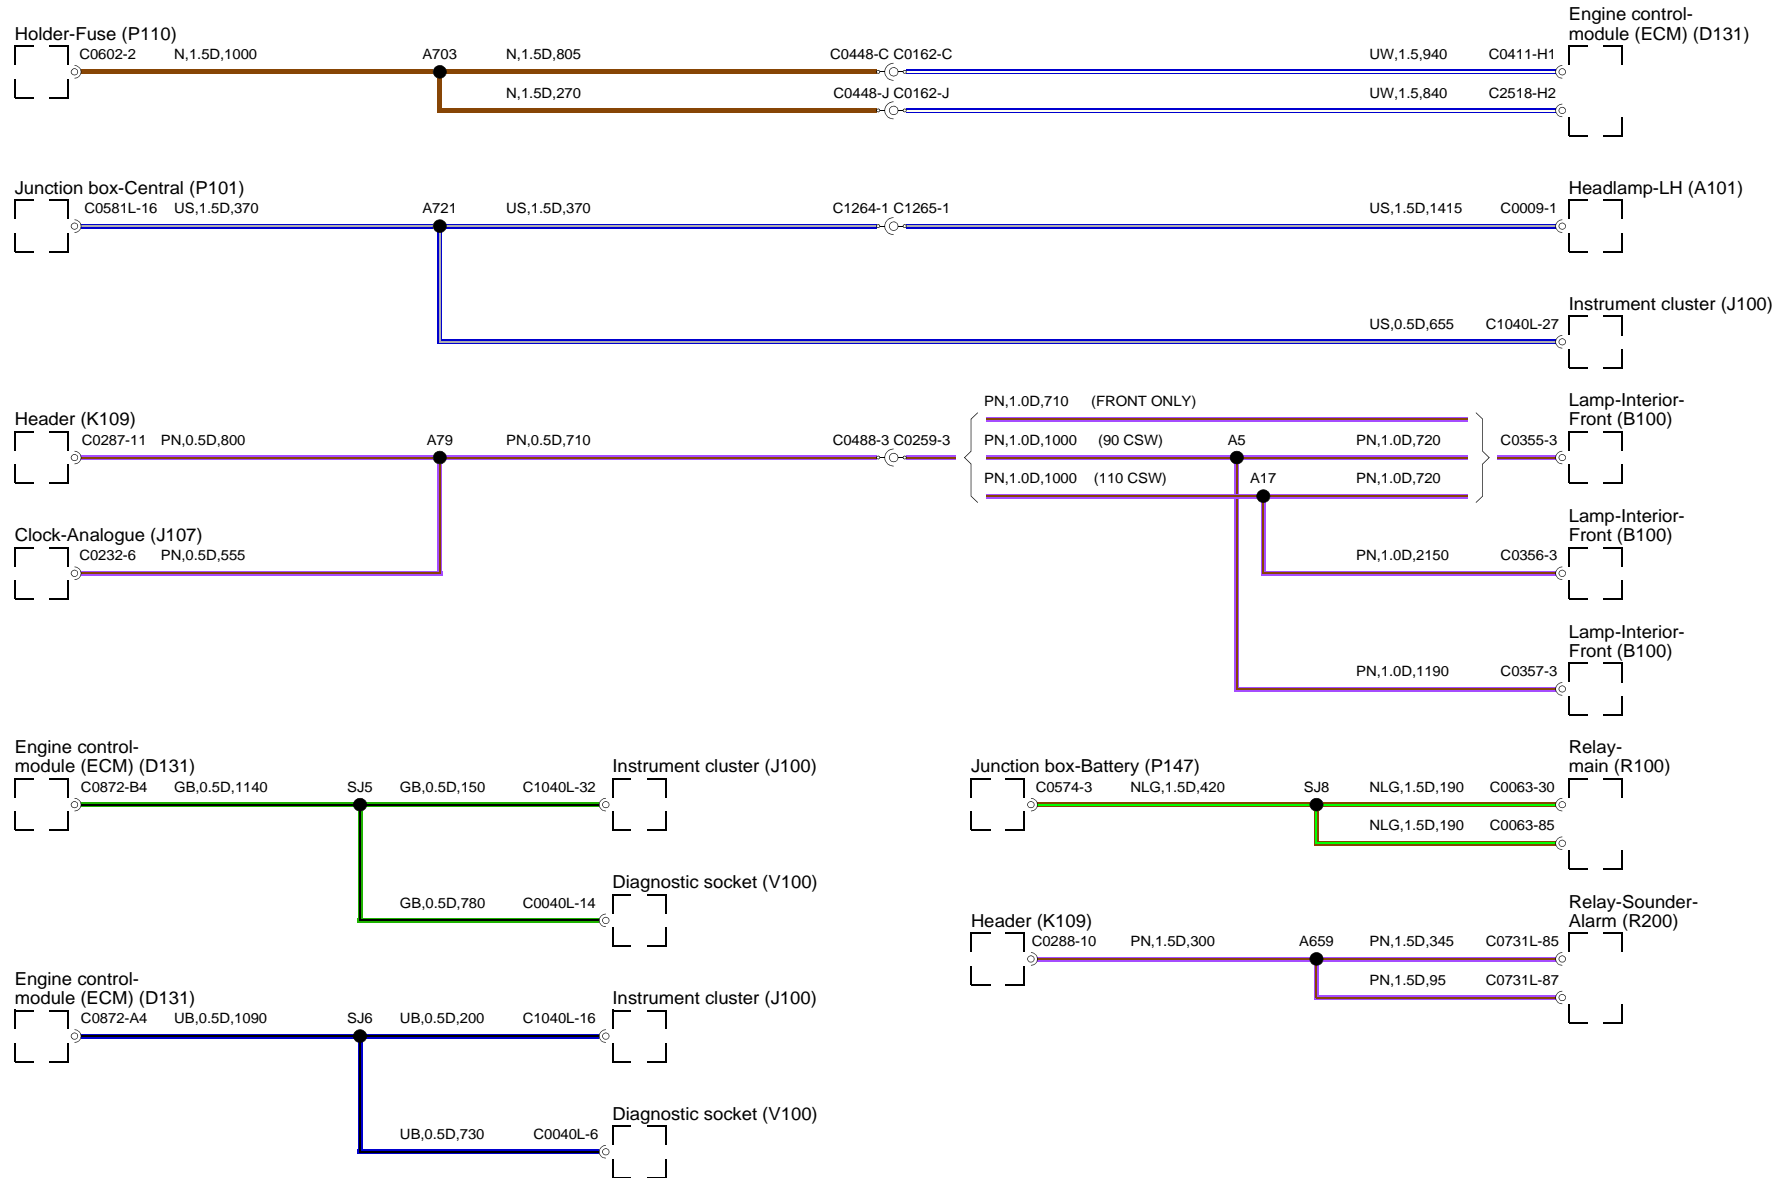 Holder-Fuse (P110)
C0602-2 N,1.5D,1000 A703 N,1.5D,805 C0448-C C0162-C UW,1.5,940 C0411-H1
Engine control-
module (ECM) (D131)
N,1.5D,270 C0448-J C0162-J UW,1.5,840 C2518-H2
Junction box-Central (P101)
C0581L-16 US,1.5D,370 A721 US,1.5D,370 C1264-1 C1265-1 US,1.5D,1415 C0009-1
Headlamp-LH (A101)
US,0.5D,655 C1040L-27
Instrument cluster (J100)
Header (K109)
C0287-11 PN,0.5D,800 A79 PN,0.5D,710 C0488-3 C0259-3
PN,1.0D,710 (FRONT ONLY)
PN,1.0D,1000 (90 CSW) A5 PN,1.0D,720
PN,1.0D,1000 (110 CSW) A17 PN,1.0D,720
C0355-3
Lamp-Interior-
Front (B100)
Clock-Analogue (J107)
C0232-6 PN,0.5D,555
PN,1.0D,2150 C0356-3
Lamp-Interior-
Front (B100)
PN,1.0D,1190 C0357-3
Lamp-Interior-
Front (B100)
Engine control-
module (ECM) (D131)
C0872-B4 GB,0.5D,1140 SJ5 GB,0.5D,150 C1040L-32
Instrument cluster (J100)
GB,0.5D,780 C0040L-14
Diagnostic socket (V100)
Junction box-Battery (P147)
C0574-3 NLG,1.5D,420 SJ8 NLG,1.5D,190 C0063-30
NLG,1.5D,190 C0063-85
Relay-
main (R100)
Header (K109)
C0288-10 PN,1.5D,300 A659 PN,1.5D,345 C0731L-85
PN,1.5D,95 C0731L-87
Relay-Sounder-
Alarm (R200)
Engine control-
module (ECM) (D131)
C0872-A4 UB,0.5D,1090 SJ6 UB,0.5D,200 C1040L-16
Instrument cluster (J100)
UB,0.5D,730 C0040L-6
Diagnostic socket (V100)